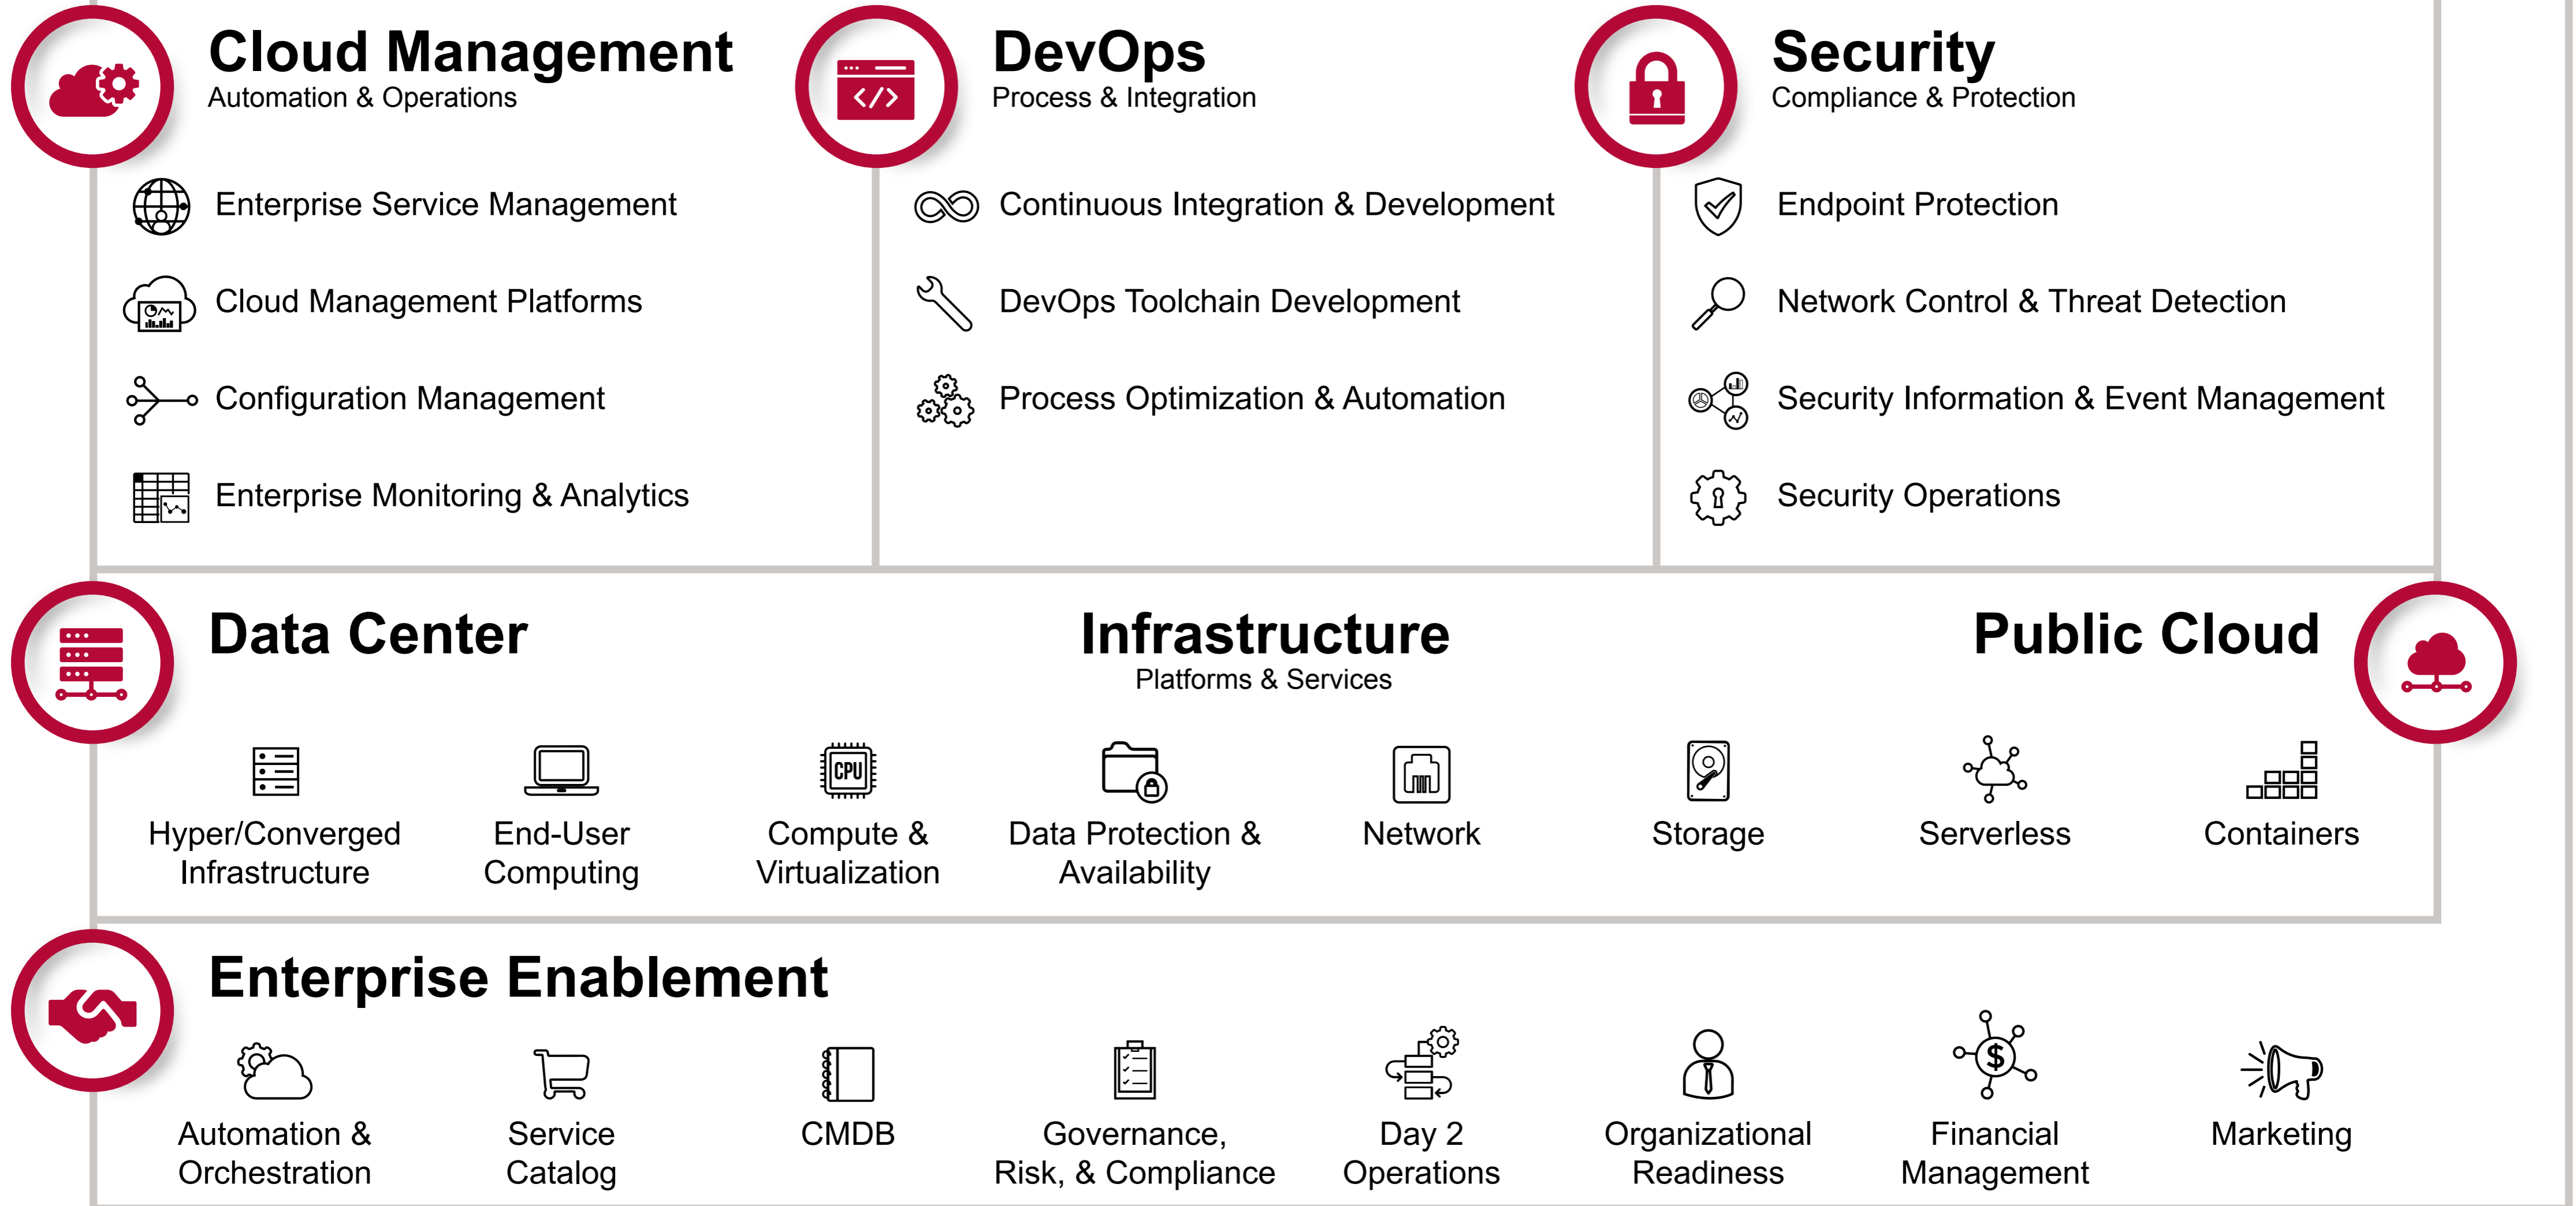 Cloud Management
Automation & Operations
Enterprise Service Management
Cloud Management Platforms
Configuration Management
Enterprise Monitoring & Analytics
DevOps
Process & Integration
</>
Continuous Integration & Development
DevOps Toolchain Development
Process Optimization & Automation
Security
Compliance & Protection
Endpoint Protection
Network Control & Threat Detection
Security Information & Event Management
Security Operations
Data Center
Infrastructure
Platforms & Services
Public Cloud
Hyper/Converged
Infrastructure
End-User
Computing
CPU
Compute &
Virtualization
Data Protection &
Availability
Network
Storage
Serverless
Containers
Enterprise Enablement
Automation &
Orchestration
Service
Catalog
CMDB
Governance,
Risk, & Compliance
Day 2
Operations
Organizational
Readiness
$
Financial
Management
Marketing